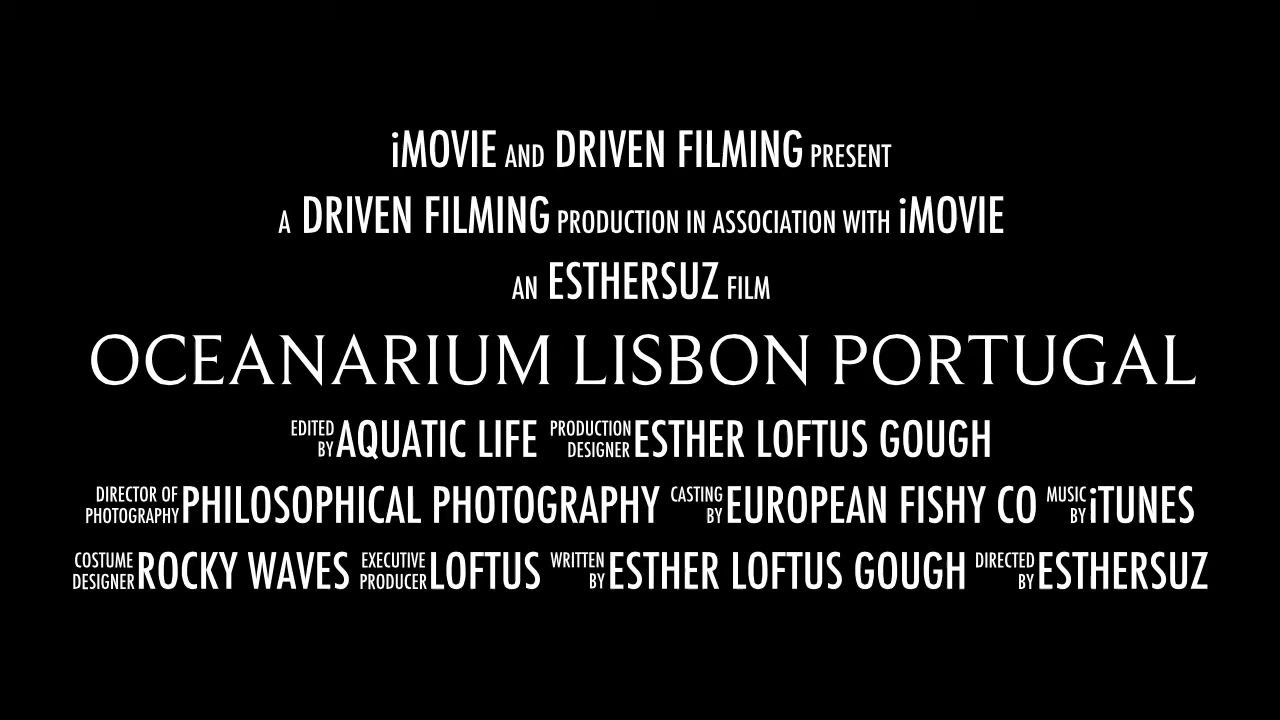 iMOVIE AND DRIVEN FILMING PRESENT
A DRIVEN FILMING PRODUCTION IN ASSOCIATION WITH iMOVIE
AN ESTHERSUZ FILM
OCEANARIUM LISBON PORTUGAL
EDITED BY AQUATIC LIFE PRODUCTION DESIGNER ESTHER LOFTUS GOUGH
DIRECTOR OF PHOTOGRAPHY PHILOSOPHICAL PHOTOGRAPHY CASTING BY EUROPEAN FISHY CO MUSIC BY iTUNES
COSTUME DESIGNER ROCKY WAVES EXECUTIVE PRODUCER LOFTUS WRITTEN BY ESTHER LOFTUS GOUGH DIRECTED BY ESTHERSUZ